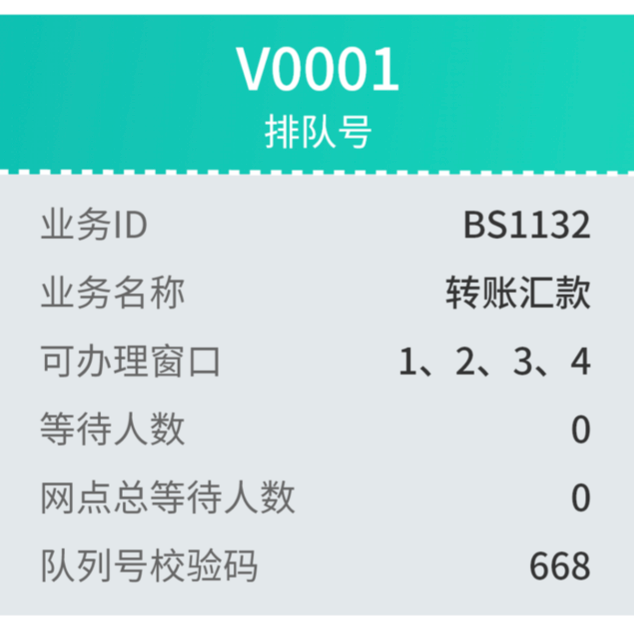 V0001
排队号
业务ID BS1132
业务名称 转账汇款
可办理窗口 1、2、3、4
等待人数 0
网点总等待人数 0
队列号校验码 668